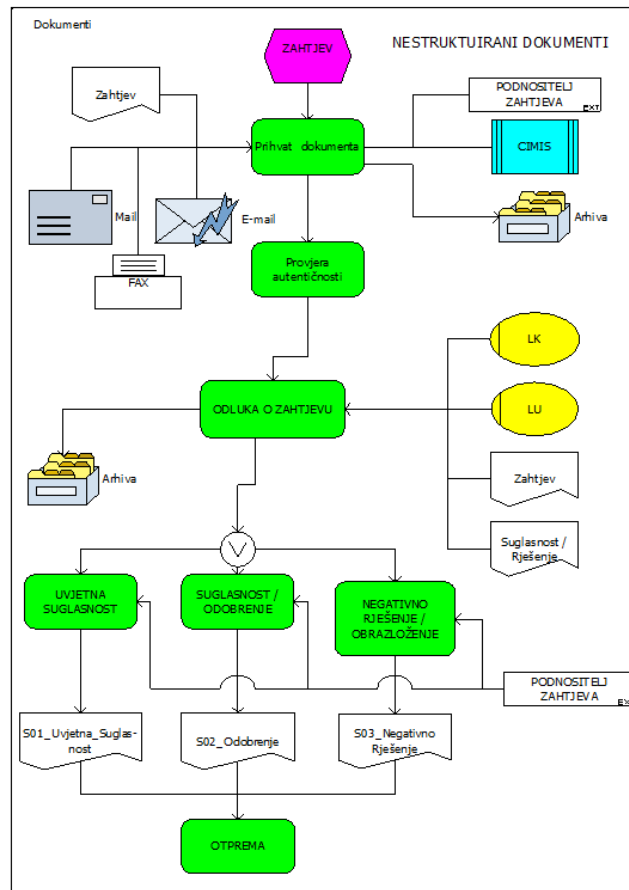 Dokumenti
ZAHTJEV
NESTRUKTUIRANI DOKUMENTI
Zahtjev
PODNOSITELJ
ZAHTJEVA
EXT
Prihvat dokumenta
CIMIS
Mail
E-mail
Arhiva
FAX
Provjera
autentičnosti
LK
ODLUKA O ZAHTJEVU
LU
Arhiva
Zahtjev
Suglasnost /
Rješenje
V
UVJETNA
SUGLASNOST
SUGLASNOST /
ODOBRENJE
NEGATIVNO
RJEŠENJE /
OBRAZLOŽENJE
PODNOSITELJ
ZAHTJEVA
EX
S01_Uvjetna_Suglas-
nost
S02_Odobrenje
S03_Negativno
Rješenje
OTPREMA